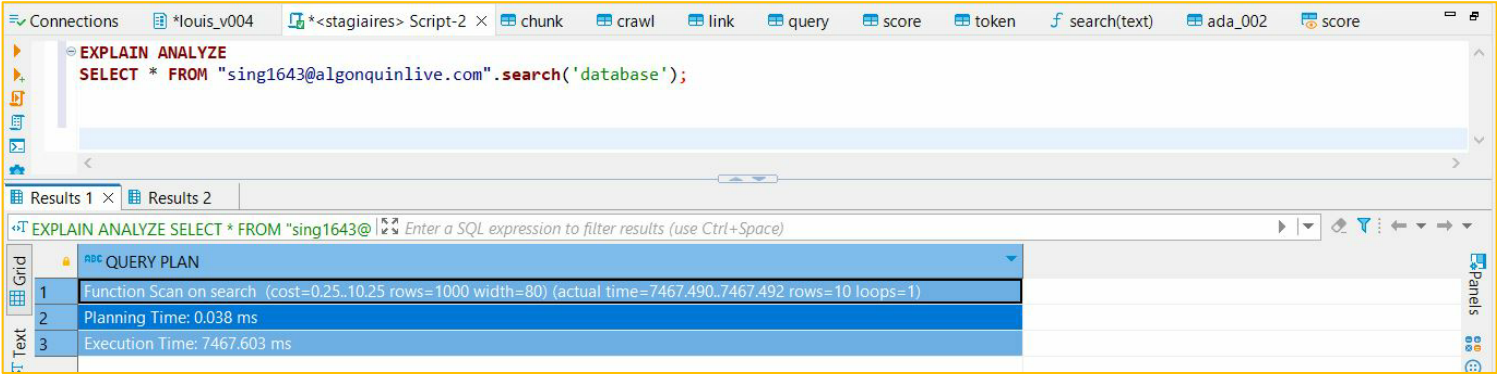 Connections *louis_v004 *<stagiaires> Script-2 chunk crawl link query score token search(text) ada_002 score
EXPLAIN ANALYZE
SELECT * FROM "sing1643@algonquinlive.com".search('database');
Results 1 Results 2
EXPLAIN ANALYZE SELECT * FROM "sing1643@ Enter a SQL expression to filter results (use Ctrl+Space)
Grid
ABC QUERY PLAN
1 Function Scan on search (cost=0.25..10.25 rows=1000 width=80) (actual time=7467.490..7467.492 rows=10 loops=1)
2 Planning Time: 0.038 ms
3 Execution Time: 7467.603 ms
Text
Panels